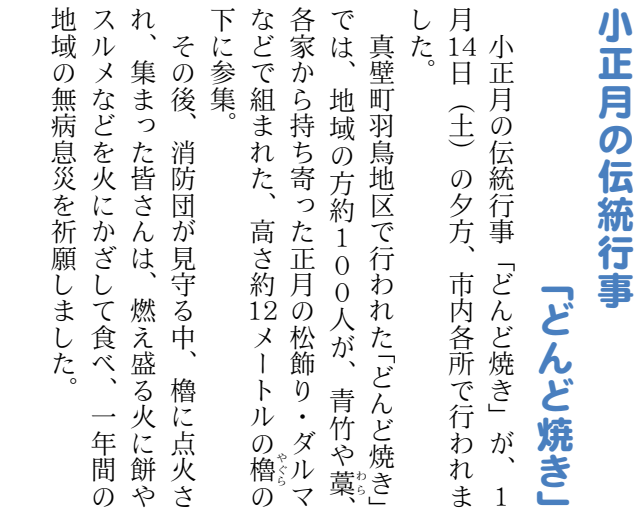 小正月の伝統行事
「どんど焼き」
　小正月の伝統行事「どんど焼き」が、1
月14日（土）の夕方、市内各所で行われま
した。
　真壁町羽鳥地区で行われた「どんど焼き」
では、地域の方約100人が、青竹や藁わら、
各家から持ち寄った正月の松飾り・ダルマ
などで組まれた、高さ約12メートルの櫓やぐらの
下に参集。
　その後、消防団が見守る中、櫓に点火さ
れ、集まった皆さんは、燃え盛る火に餅や
スルメなどを火にかざして食べ、一年間の
地域の無病息災を祈願しました。